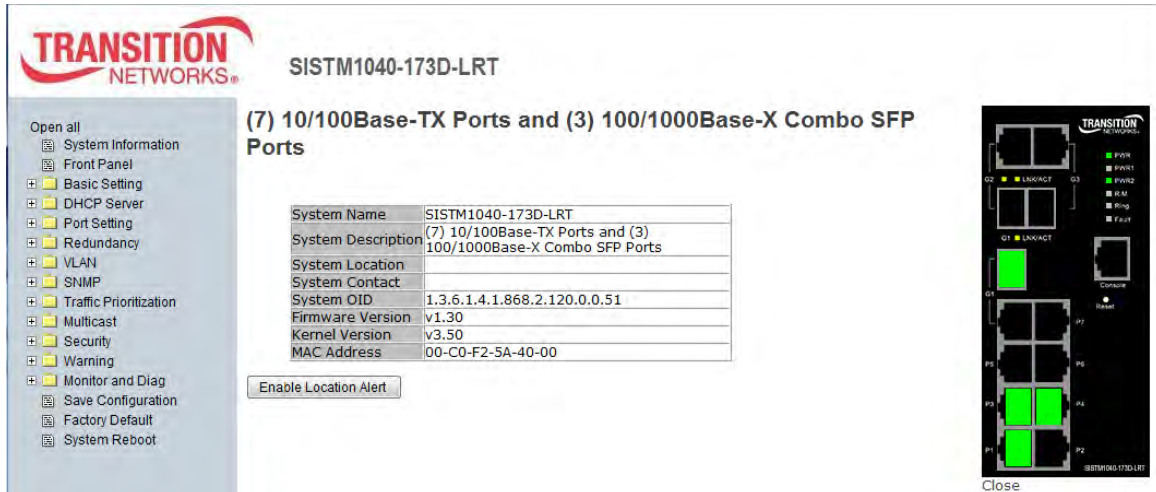 TRANSITION
NETWORKS®
SISTM1040-173D-LRT
Open all
System Information
Front Panel
Basic Setting
DHCP Server
Port Setting
Redundancy
VLAN
SNMP
Traffic Prioritization
Multicast
Security
Warning
Monitor and Diag
Save Configuration
Factory Default
System Reboot
(7) 10/100Base-TX Ports and (3) 100/1000Base-X Combo SFP
Ports
System Name SISTM1040-173D-LRT
System Description (7) 10/100Base-TX Ports and (3)
100/1000Base-X Combo SFP Ports
System Location
System Contact
System OID 1.3.6.1.4.1.868.2.120.0.0.51
Firmware Version v1.30
Kernel Version v3.50
MAC Address 00-C0-F2-5A-40-00
Enable Location Alert
TRANSITION
NETWORKS.
PWR
PWR1
PWR2
R.M
Ring
Fault
G2 LNK/ACT G3
G1 LNK/ACT
G1
Console
Reset
P7
P5 P6
P3 P4
P1 P2
SISTM1040-173D-LRT
Close